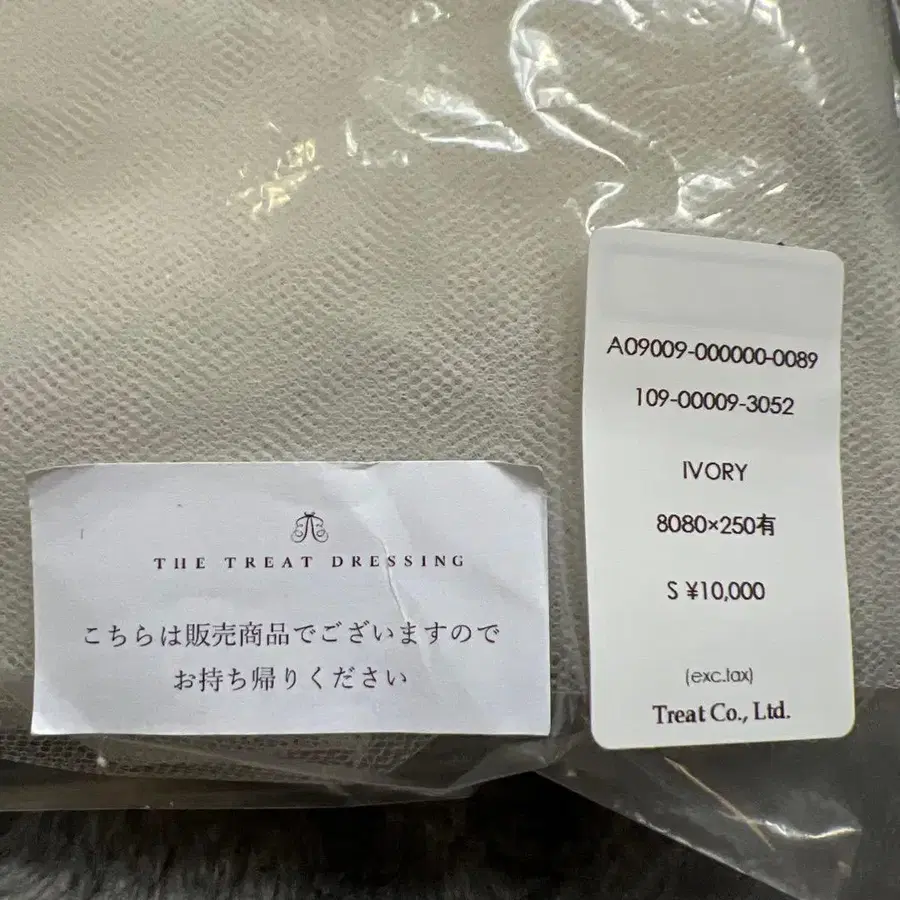 THE TREAT DRESSING
こちらは販売商品でございますので
お持ち帰りください
A09009-000000-0089
109-00009-3052
IVORY
8080×250有
S ¥10,000
(exc.tax)
Treat Co., Ltd.